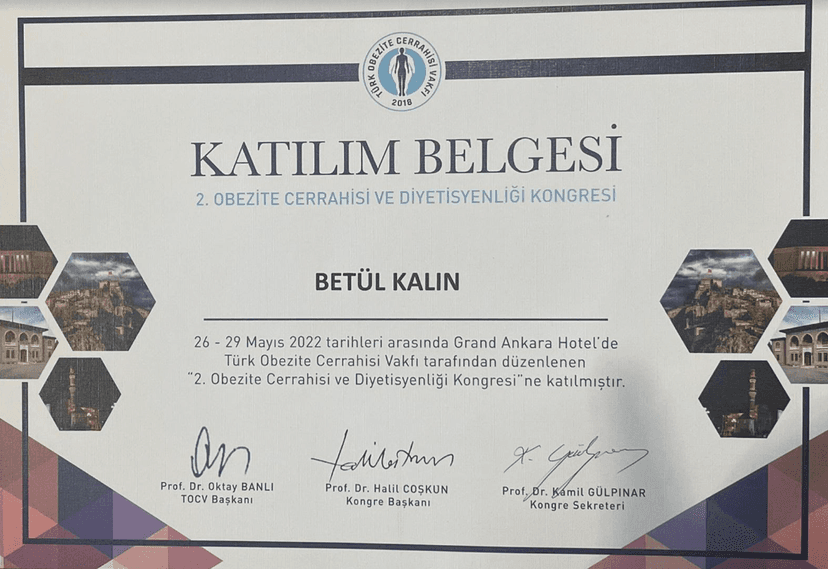 TÜRK OBEZİTE CERRAHİSİ VAKFI
2018
KATILIM BELGESİ
2. OBEZİTE CERRAHİSİ VE DİYETİSYENLİĞİ KONGRESİ
BETÜL KALIN
26 - 29 Mayıs 2022 tarihleri arasında Grand Ankara Hotel'de
Türk Obezite Cerrahisi Vakfı tarafından düzenlenen
"2. Obezite Cerrahisi ve Diyetisyenliği Kongresi"ne katılmıştır.
Prof. Dr. Oktay BANLI
TOCV Başkanı
Prof. Dr. Halil COŞKUN
Kongre Başkanı
Prof. Dr. Kamil GÜLPINAR
Kongre Sekreteri